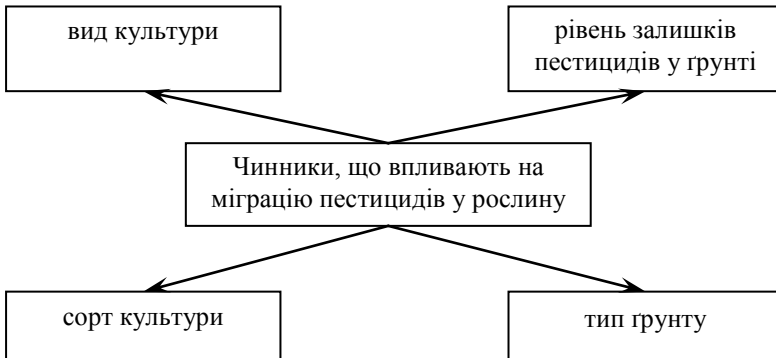 вид культури
рівень залишків
пестицидів у ґрунті
Чинники, що впливають на
міграцію пестицидів у рослину
сорт культури
тип ґрунту